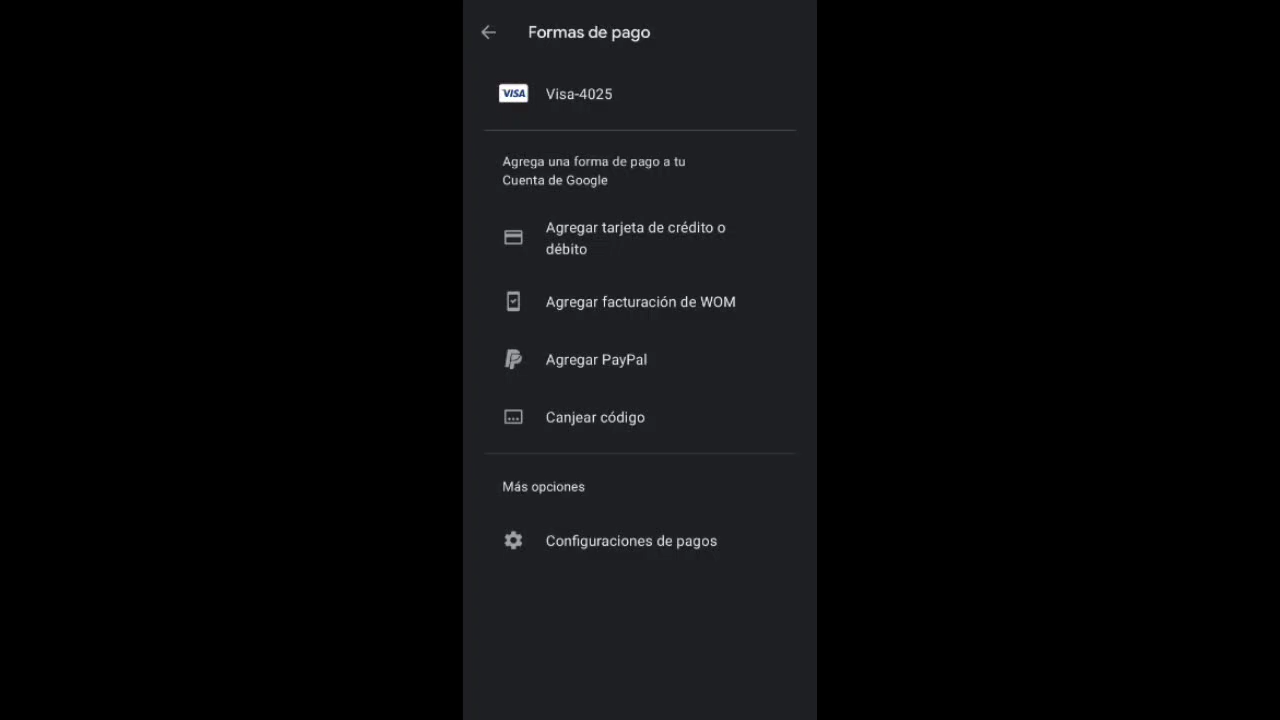 Formas de pago
VISA
Visa-4025
Agrega una forma de pago a tu
Cuenta de Google
Agregar tarjeta de crédito o
débito
Agregar facturación de WOM
Agregar PayPal
Canjear código
Más opciones
Configuraciones de pagos